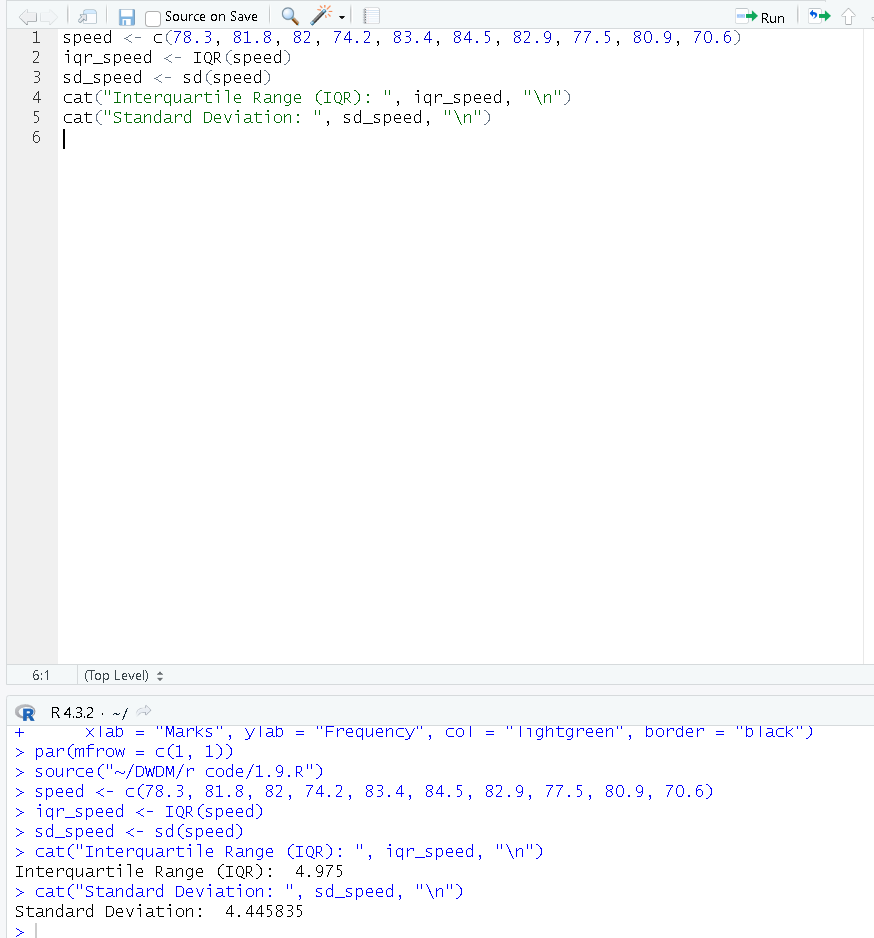 Source on Save
Run
1 speed <- c(78.3, 81.8, 82, 74.2, 83.4, 84.5, 82.9, 77.5, 80.9, 70.6)
2 iqr_speed <- IQR(speed)
3 sd_speed <- sd(speed)
4 cat("Interquartile Range (IQR): ", iqr_speed, "\n")
5 cat("Standard Deviation: ", sd_speed, "\n")
6
6:1 (Top Level)
R R 4.3.2 · ~/
+ xlab = "Marks", ylab = "Frequency", col = "lightgreen", border = "black")
> par(mfrow = c(1, 1))
> source("~/DWDM/r code/1.9.R")
> speed <- c(78.3, 81.8, 82, 74.2, 83.4, 84.5, 82.9, 77.5, 80.9, 70.6)
> iqr_speed <- IQR(speed)
> sd_speed <- sd(speed)
> cat("Interquartile Range (IQR): ", iqr_speed, "\n")
Interquartile Range (IQR):  4.975
> cat("Standard Deviation: ", sd_speed, "\n")
Standard Deviation:  4.445835
>